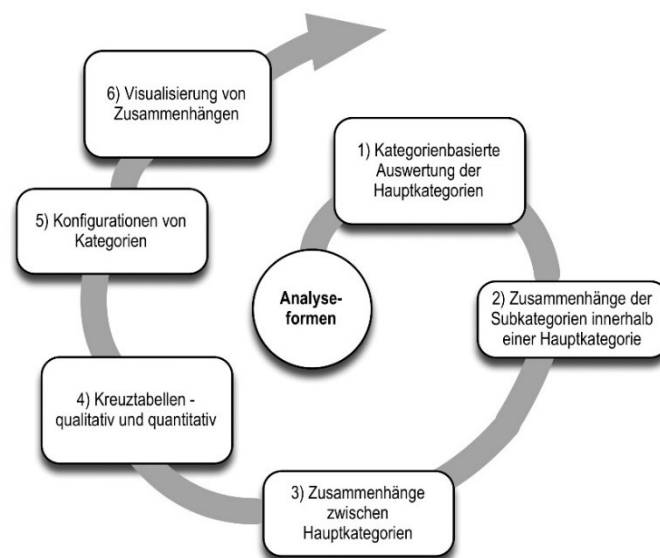 Analyse-
formen
1) Kategorienbasierte
Auswertung der
Hauptkategorien
2) Zusammenhänge der
Subkategorien innerhalb
einer Hauptkategorie
3) Zusammenhänge
zwischen
Hauptkategorien
4) Kreuztabellen -
qualitativ und quantitativ
5) Konfigurationen von
Kategorien
6) Visualisierung von
Zusammenhängen